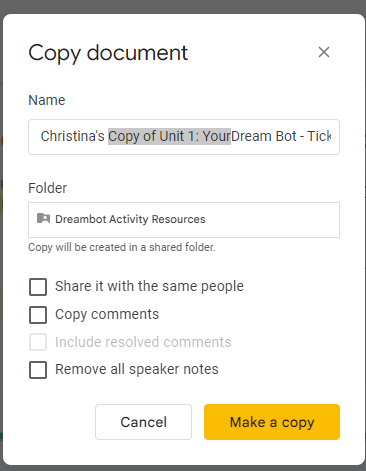 Copy document
Name
Christina's Copy of Unit 1: YourDream Bot - Tick
Folder
Dreambot Activity Resources
Copy will be created in a shared folder.
Share it with the same people
Copy comments
Include resolved comments
Remove all speaker notes
Cancel
Make a copy